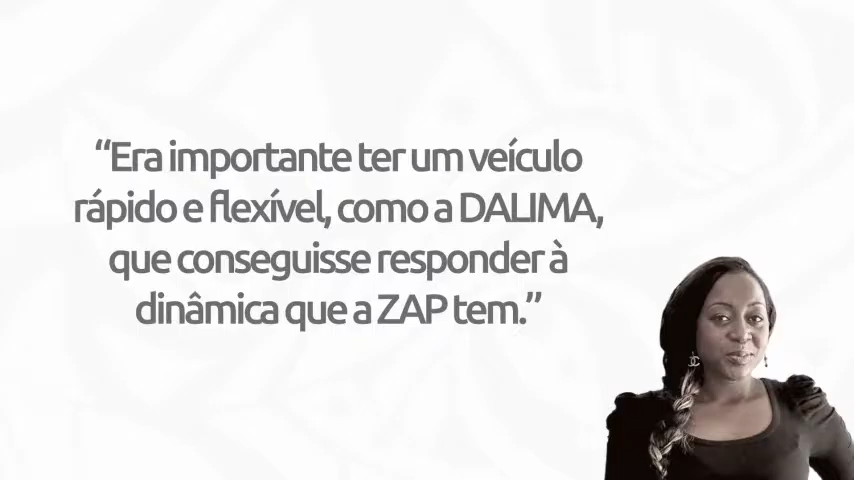 “Era importante ter um veículo
rápido e flexível, como a DALIMA,
que conseguisse responder à
dinâmica que a ZAP tem.”